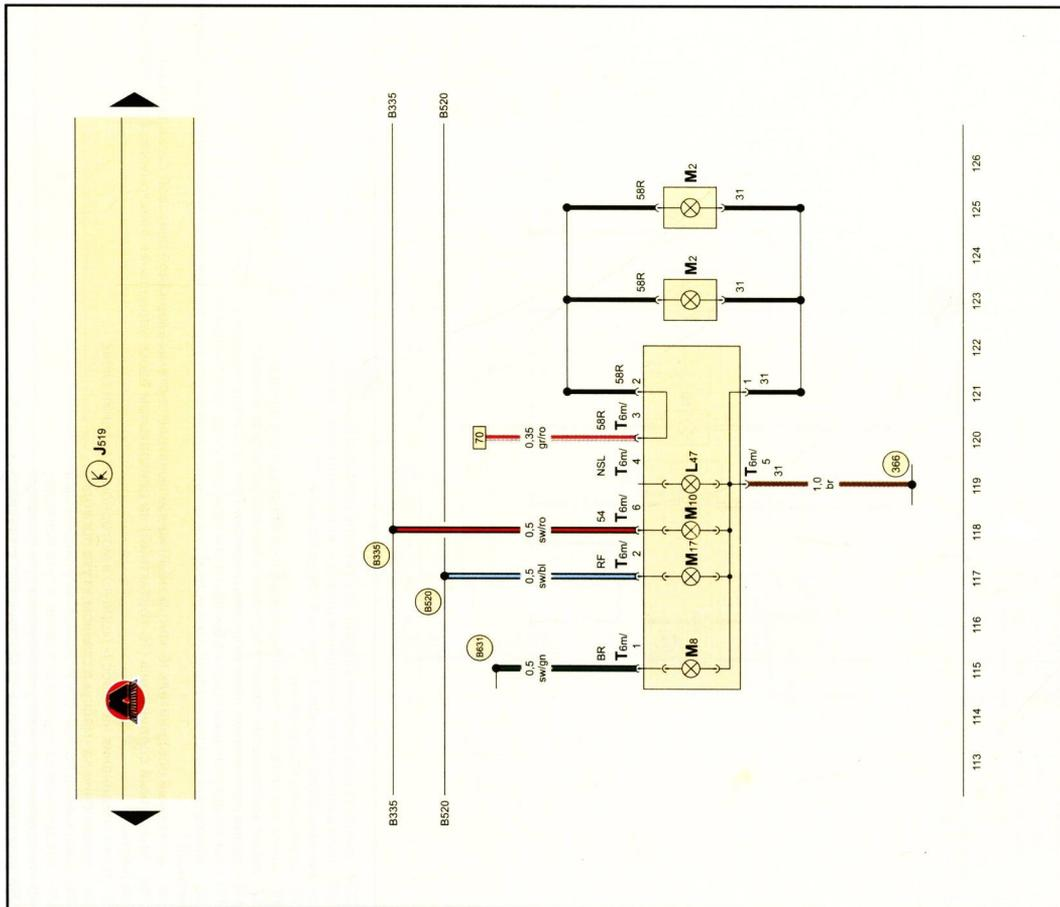 J519
K
B335
B520
B335
B520
B335
B520
B631
70
0,5
sw/gn
0,5
sw/bl
0,5
sw/ro
0,35
gr/ro
BR
T6m/
1
RF
T6m/
2
54
T6m/
6
NSL
T6m/
4
58R
T6m/
3
58R
2
58R
58R
M8
M17
M10
L47
M2
M2
T6m/
5
31
1
31
31
31
1,0
br
366
113
114
115
116
117
118
119
120
121
122
123
124
125
126